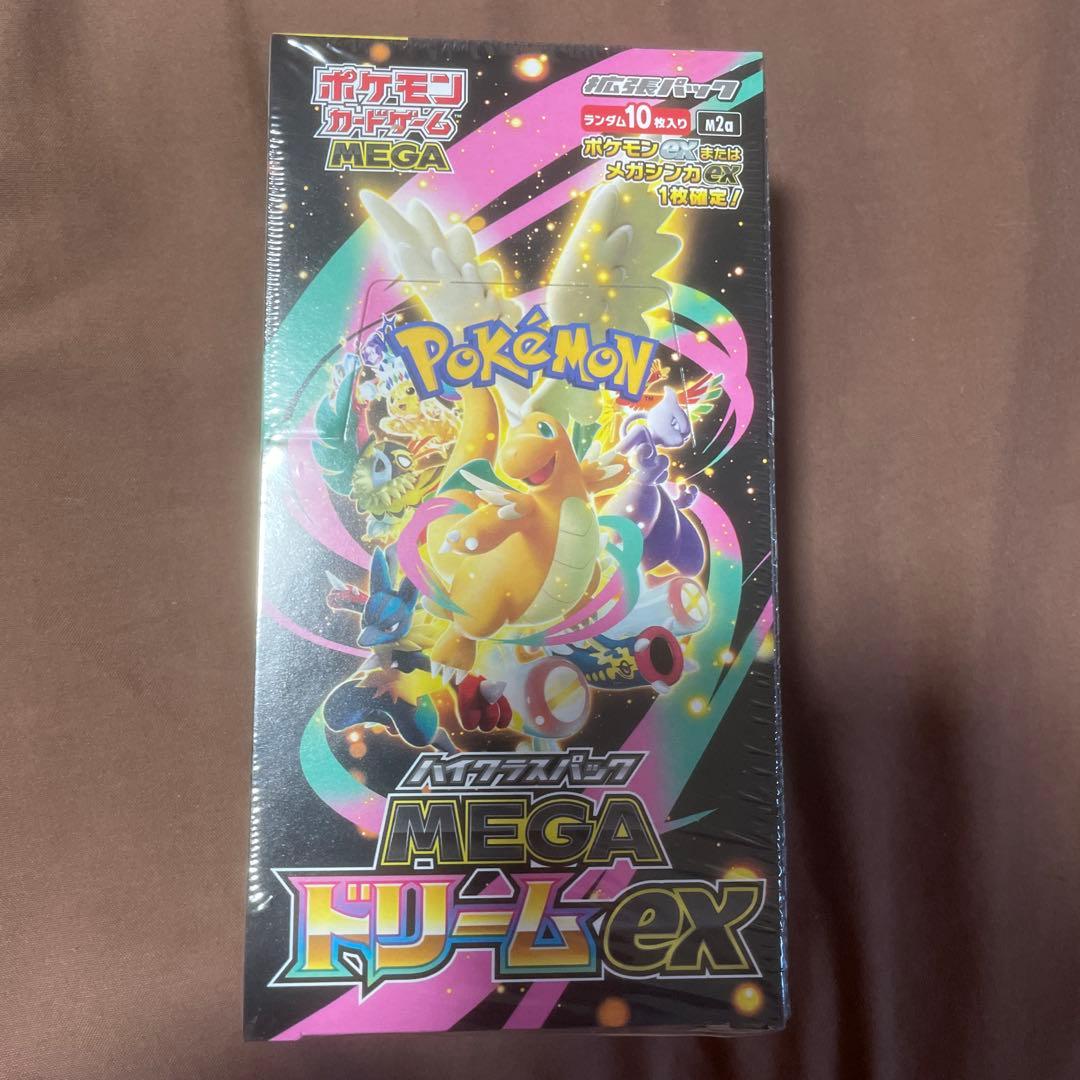 ポケモン
カードゲーム™
MEGA
拡張パック
ランダム10枚入り M2a
ポケモンexまたは
メガシンカex
1枚確定!
POKéMON™
ハイクラスパック
MEGA
ドリームex